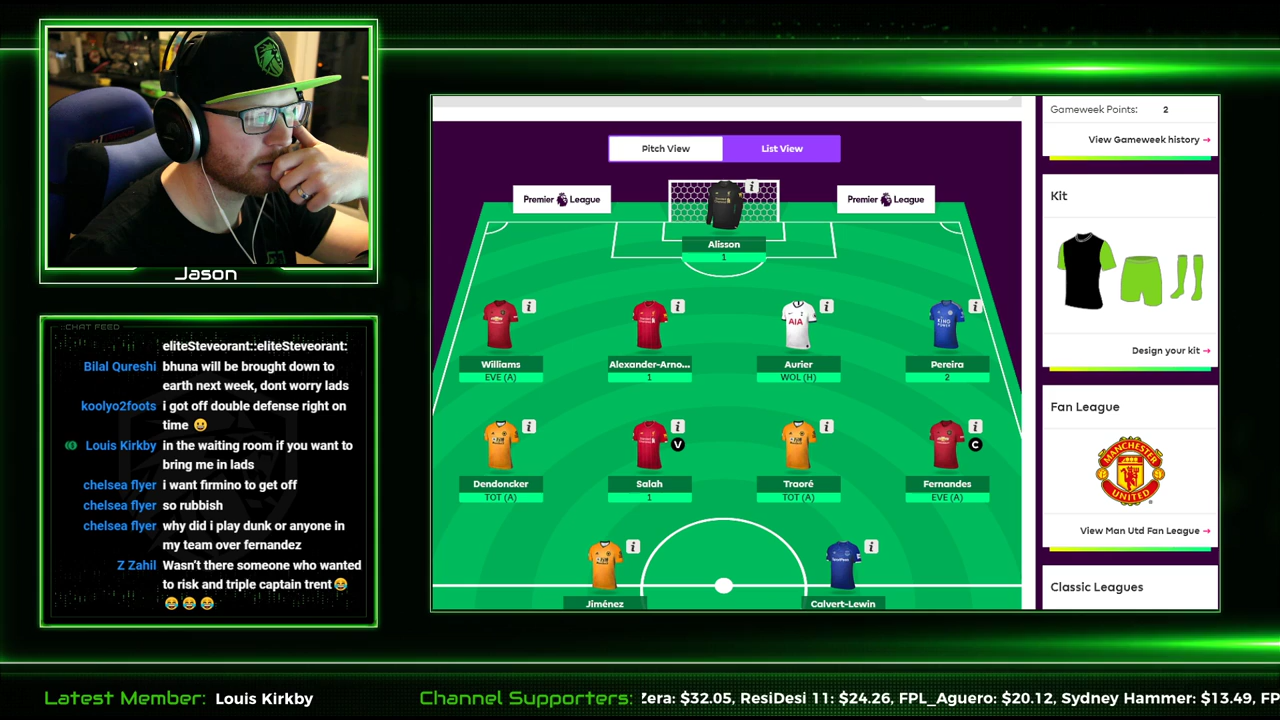 Jason
CHAT FEED
eliteSteveorant::eliteSteveorant:
Bilal Qureshi bhuna will be brought down to
earth next week, dont worry lads
koolyo2foots i got off double defense right on
time 😀
Louis Kirkby in the waiting room if you want to
bring me in lads
chelsea flyer i want firmino to get off
chelsea flyer so rubbish
chelsea flyer why did i play dunk or anyone in
my team over fernandez
Z Zahil Wasn't there someone who wanted
to risk and triple captain trent😂
😂 😂 😂
Pitch View
List View
Premier League
Premier League
Alisson
1
Williams
EVE (A)
Alexander-Arno...
1
AIA
Aurier
WOL (H)
KING POWER
Pereira
2
Dendoncker
TOT (A)
V
Salah
1
Traoré
TOT (A)
C
Fernandes
EVE (A)
Jiménez
Calvert-Lewin
Gameweek Points: 2
View Gameweek history →
Kit
Design your kit →
Fan League
MANCHESTER
UNITED
View Man Utd Fan League →
Classic Leagues
Latest Member: Louis Kirkby
Channel Supporters: Zera: $32.05, ResiDesi 11: $24.26, FPL_Aguero: $20.12, Sydney Hammer: $13.49, FP